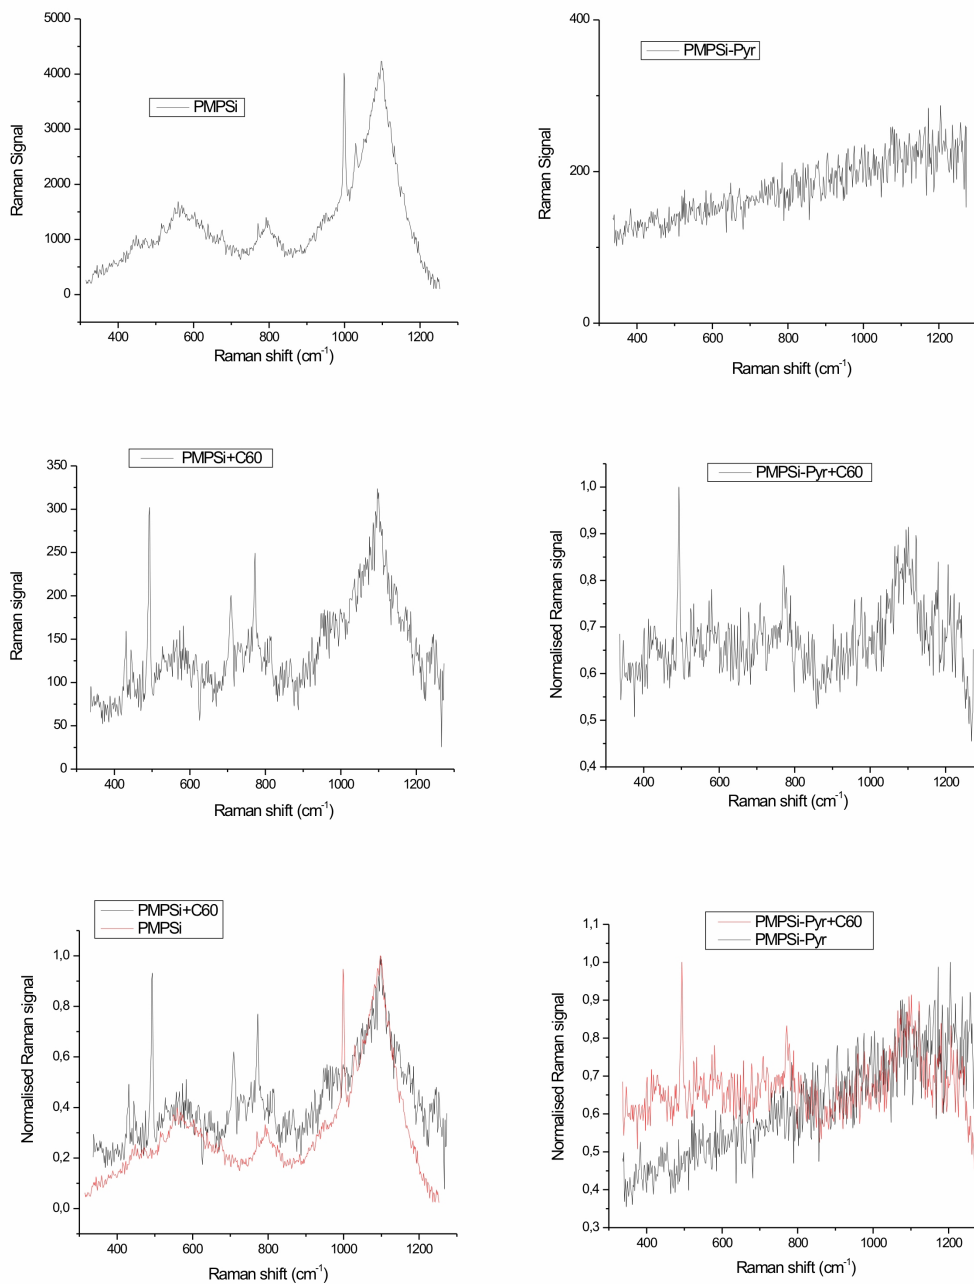 PMPSi
5000
4000
3000
2000
1000
0
400 600 800 1000 1200
Raman Signal
Raman shift (cm-1)
PMPSi-Pyr
400
200
0
400 600 800 1000 1200
Raman Signal
Raman shift (cm-1)
PMPSi+C60
350
300
250
200
150
100
50
0
400 600 800 1000 1200
Raman signal
Raman shift (cm-1)
PMPSi-Pyr+C60
1,0
0,9
0,8
0,7
0,6
0,5
0,4
400 600 800 1000 1200
Normalised Raman signal
Raman shift (cm-1)
PMPSi+C60
PMPSi
1,0
0,8
0,6
0,4
0,2
0,0
400 600 800 1000 1200
Normalised Raman signal
Raman shift (cm-1)
PMPSi-Pyr+C60
PMPSi-Pyr
1,1
1,0
0,9
0,8
0,7
0,6
0,5
0,4
0,3
400 600 800 1000 1200
Normalised Raman signal
Raman shift (cm-1)